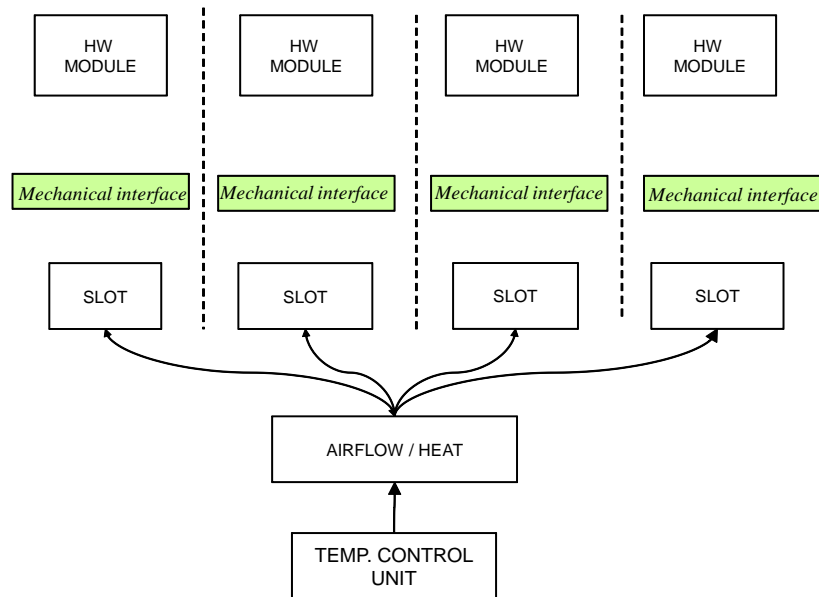 HW
MODULE
HW
MODULE
HW
MODULE
HW
MODULE
Mechanical interface
Mechanical interface
Mechanical interface
Mechanical interface
SLOT
SLOT
SLOT
SLOT
AIRFLOW / HEAT
TEMP. CONTROL
UNIT